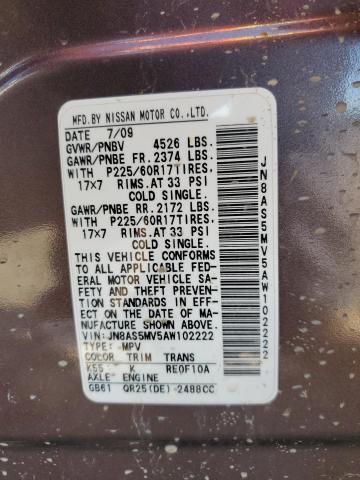 MFD.BY NISSAN MOTOR CO.,LTD.
DATE 7/09
GVWR/PNBV 4526 LBS.
GAWR/PNBE FR. 2374 LBS.
WITH P225/60R17TIRES,
17×7 RIMS. AT 33 PSI
COLD SINGLE.
GAWR/PNBE RR. 2172 LBS.
WITH P225/60R17TIRES,
17×7 RIMS. AT 33 PSI
COLD SINGLE.
THIS VEHICLE CONFORMS
TO ALL APPLICABLE FED-
ERAL MOTOR VEHICLE SA-
FETY AND THEFT PREVEN-
TION STANDARDS IN EFF-
ECT ON THE DATE OF MA-
NUFACTURE SHOWN ABOVE.
VIN: JN8AS5MV5AW102222
TYPE: MPV
COLOR TRIM TRANS
K55 K RE0F10A
AXLE ENGINE
GB61 QR25(DE) -2488CC
JN8AS5MV5AW102222